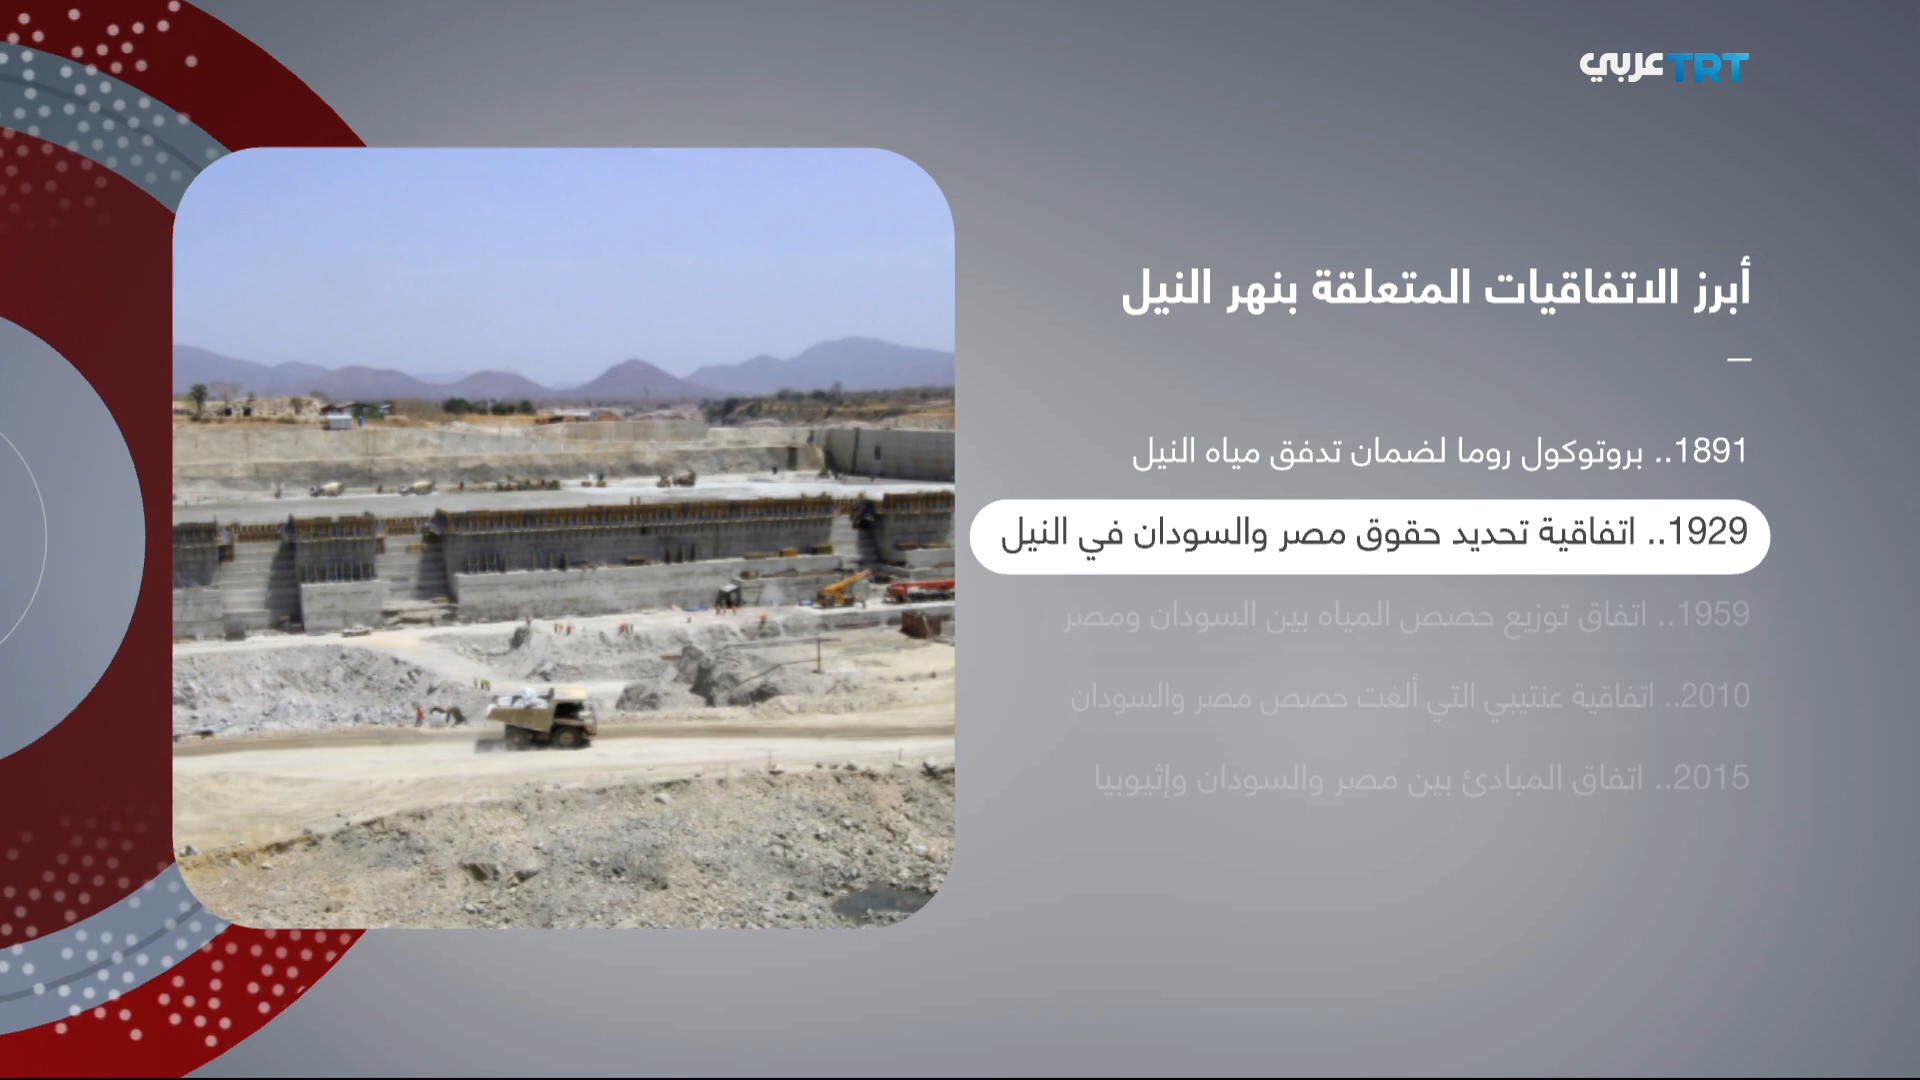 TRT عربي
أبرز الاتفاقيات المتعلقة بنهر النيل
1891.. بروتوكول روما لضمان تدفق مياه النيل
1929.. اتفاقية تحديد حقوق مصر والسودان في النيل
1959.. اتفاق توزيع حصص المياه بين السودان ومصر
2010.. اتفاقية عنتيبي التي ألغت حصص مصر والسودان
2015.. اتفاق المبادئ بين مصر والسودان وإثيوبيا